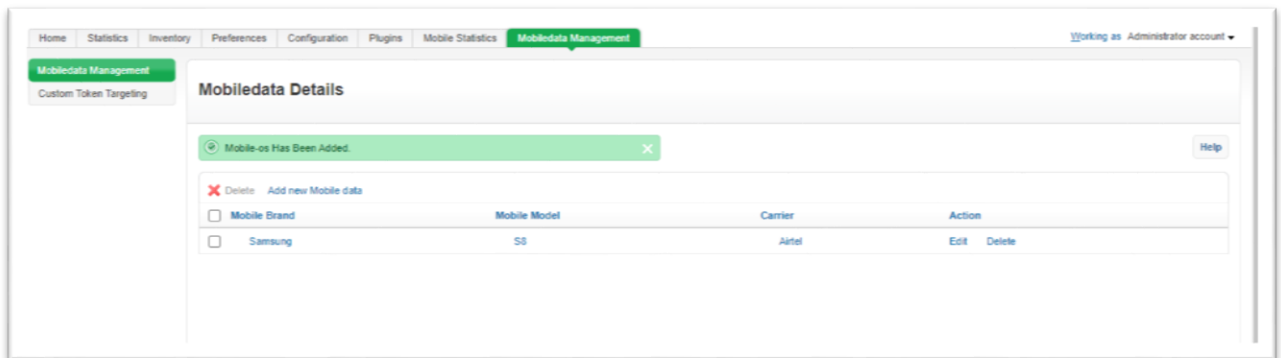 Home Statistics Inventory Preferences Configuration Plugins Mobile Statistics Mobiledata Management Working as Administrator account
Mobiledata Management
Custom Token Targeting
Mobiledata Details
Mobile-os Has Been Added.
Help
Delete Add new Mobile data
Mobile Brand Mobile Model Carrier Action
Samsung S8 Airtel Edit Delete